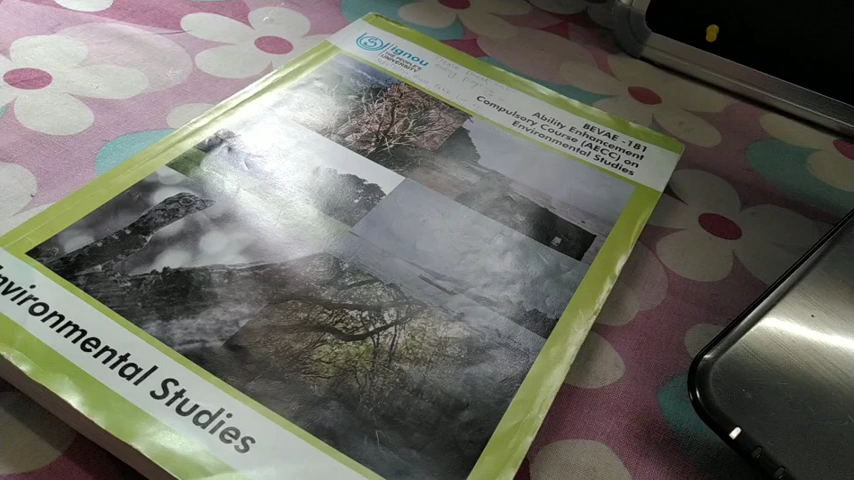 ignou
THE PEOPLE'S
UNIVERSITY
BEVAE - 181
Ability Enhancement
Compulsory Course (AECC) on
Environmental Studies
Environmental Studies